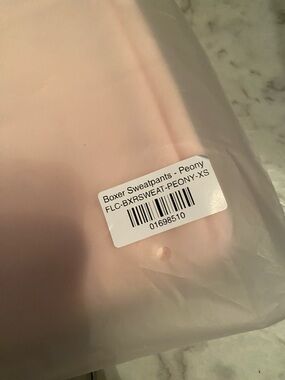 Boxer Sweatpants - Peony
FLC-BXRSWEAT-PEONY-XS
01698510